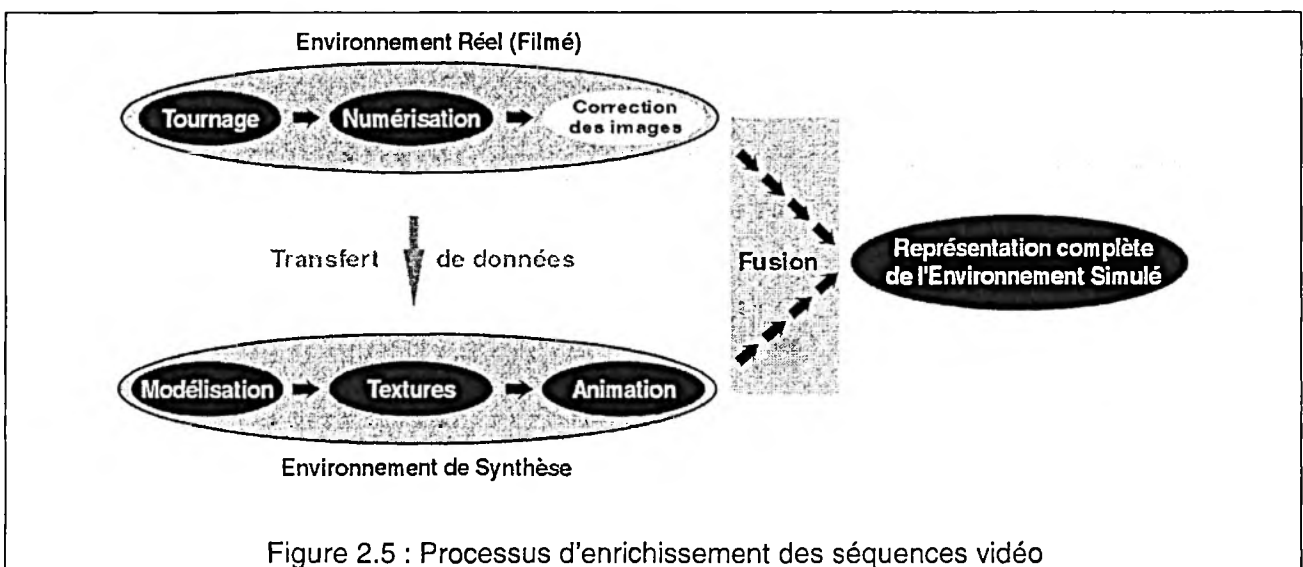 Environnement Réel (Filmé)
Tournage
Numérisation
Correction
des images
Transfert de données
Fusion
Représentation complète
de l'Environnement Simulé
Modélisation
Textures
Animation
Environnement de Synthèse
Figure 2.5 : Processus d'enrichissement des séquences vidéo